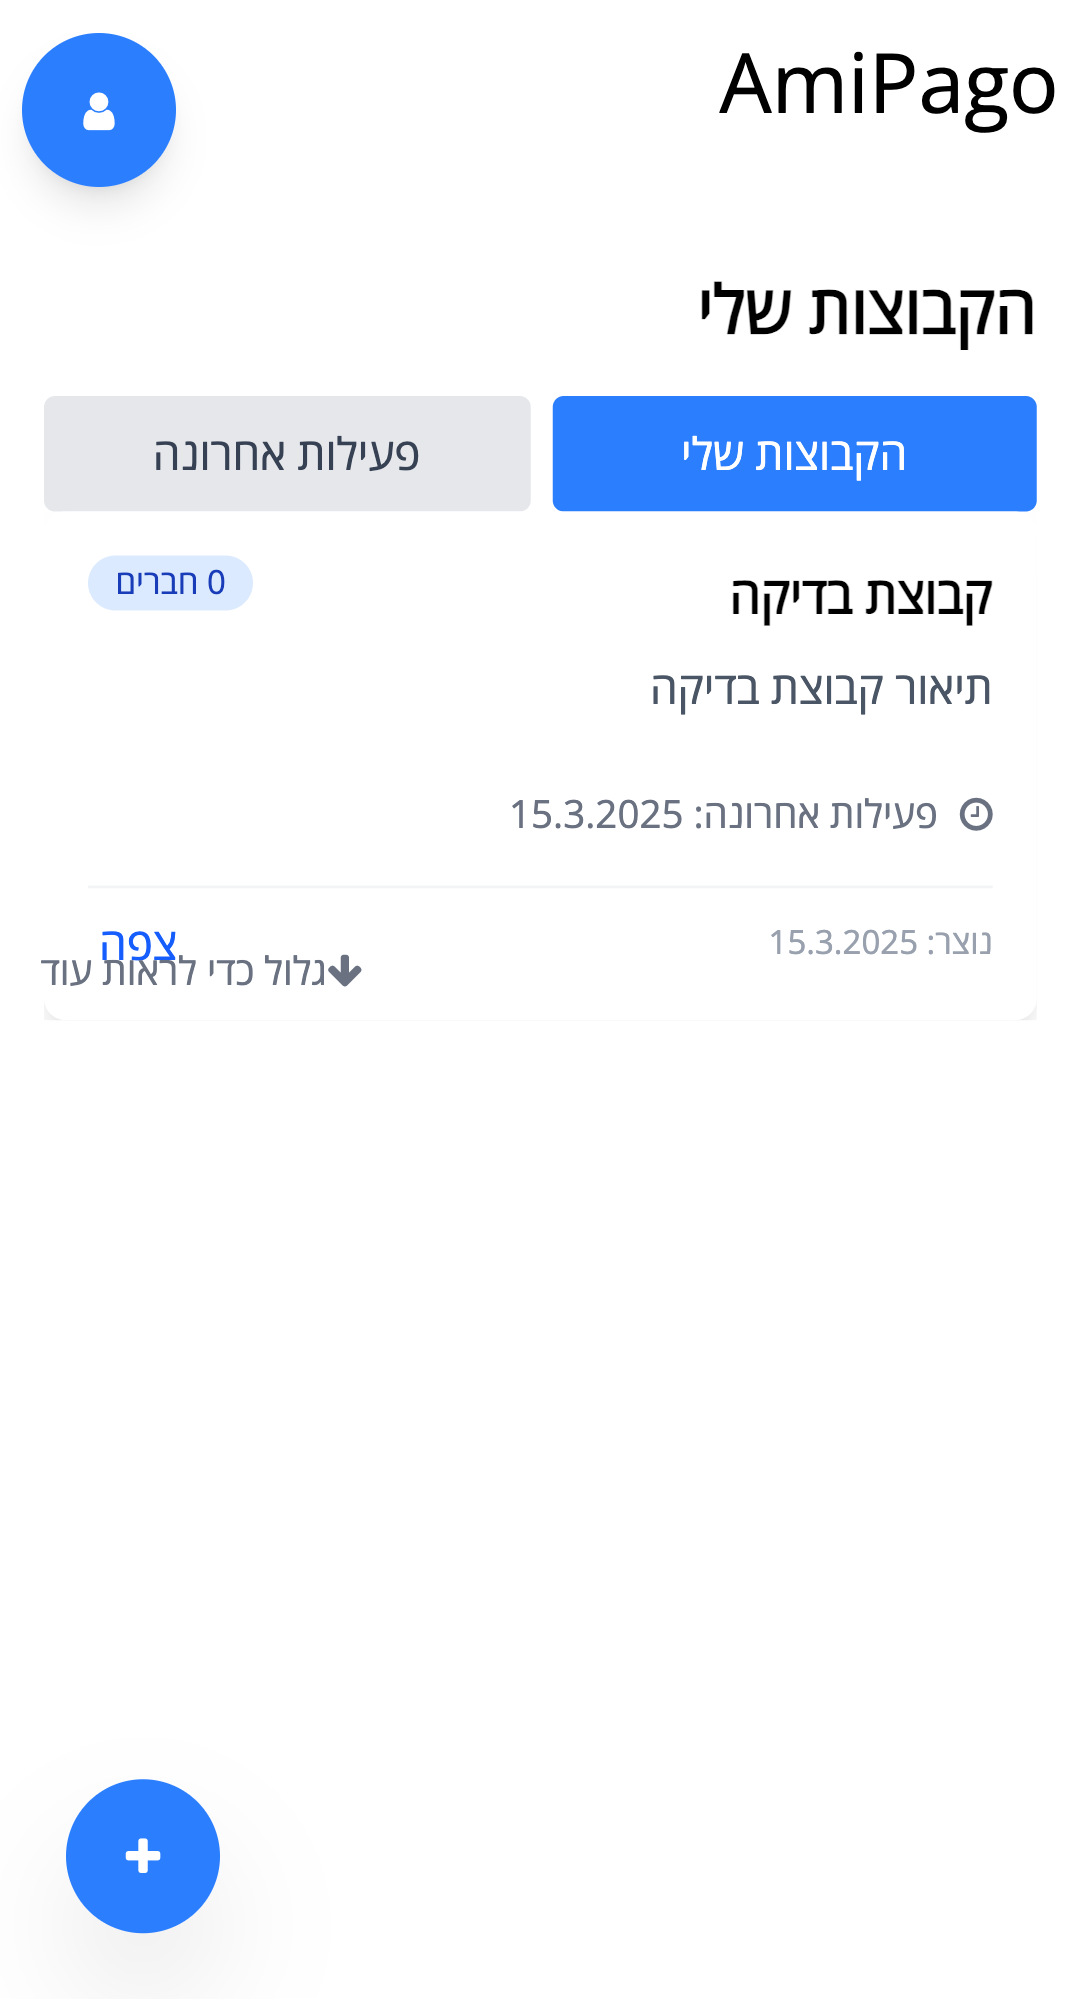 AmiPago
הקבוצות שלי
הקבוצות שלי
פעילות אחרונה
קבוצת בדיקה
0 חברים
תיאור קבוצת בדיקה
פעילות אחרונה: 15.3.2025
נוצר: 15.3.2025
צפה
גלול כדי לראות עוד